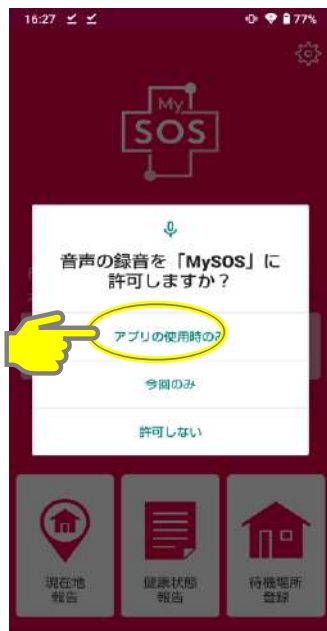 16:27
77%
My
SOS
音声の録音を「MySOS」に
許可しますか？
アプリの使用時のみ
今回のみ
許可しない
現在地
報告
健康状態
報告
待機場所
登録